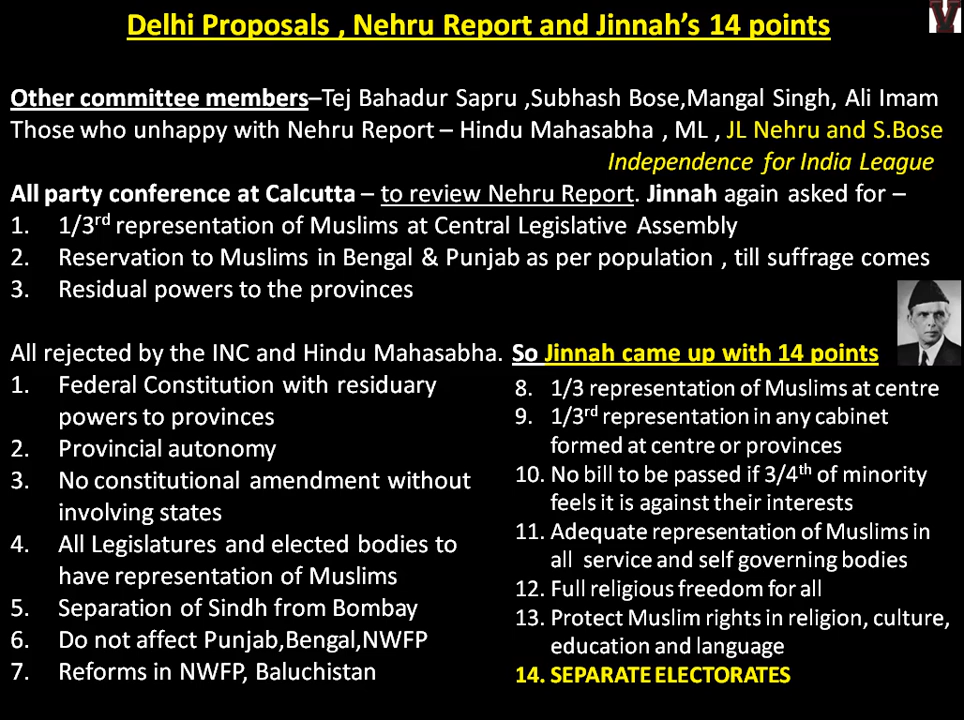 Delhi Proposals , Nehru Report and Jinnah's 14 points
Other committee members–Tej Bahadur Sapru ,Subhash Bose,Mangal Singh, Ali Imam
Those who unhappy with Nehru Report – Hindu Mahasabha , ML , JL Nehru and S.Bose
Independence for India League
All party conference at Calcutta – to review Nehru Report. Jinnah again asked for –
1. 1/3rd representation of Muslims at Central Legislative Assembly
2. Reservation to Muslims in Bengal & Punjab as per population , till suffrage comes
3. Residual powers to the provinces
All rejected by the INC and Hindu Mahasabha. So Jinnah came up with 14 points
1. Federal Constitution with residuary
powers to provinces
2. Provincial autonomy
3. No constitutional amendment without
involving states
4. All Legislatures and elected bodies to
have representation of Muslims
5. Separation of Sindh from Bombay
6. Do not affect Punjab,Bengal,NWFP
7. Reforms in NWFP, Baluchistan
8. 1/3 representation of Muslims at centre
9. 1/3rd representation in any cabinet
formed at centre or provinces
10. No bill to be passed if 3/4th of minority
feels it is against their interests
11. Adequate representation of Muslims in
all service and self governing bodies
12. Full religious freedom for all
13. Protect Muslim rights in religion, culture,
education and language
14. SEPARATE ELECTORATES